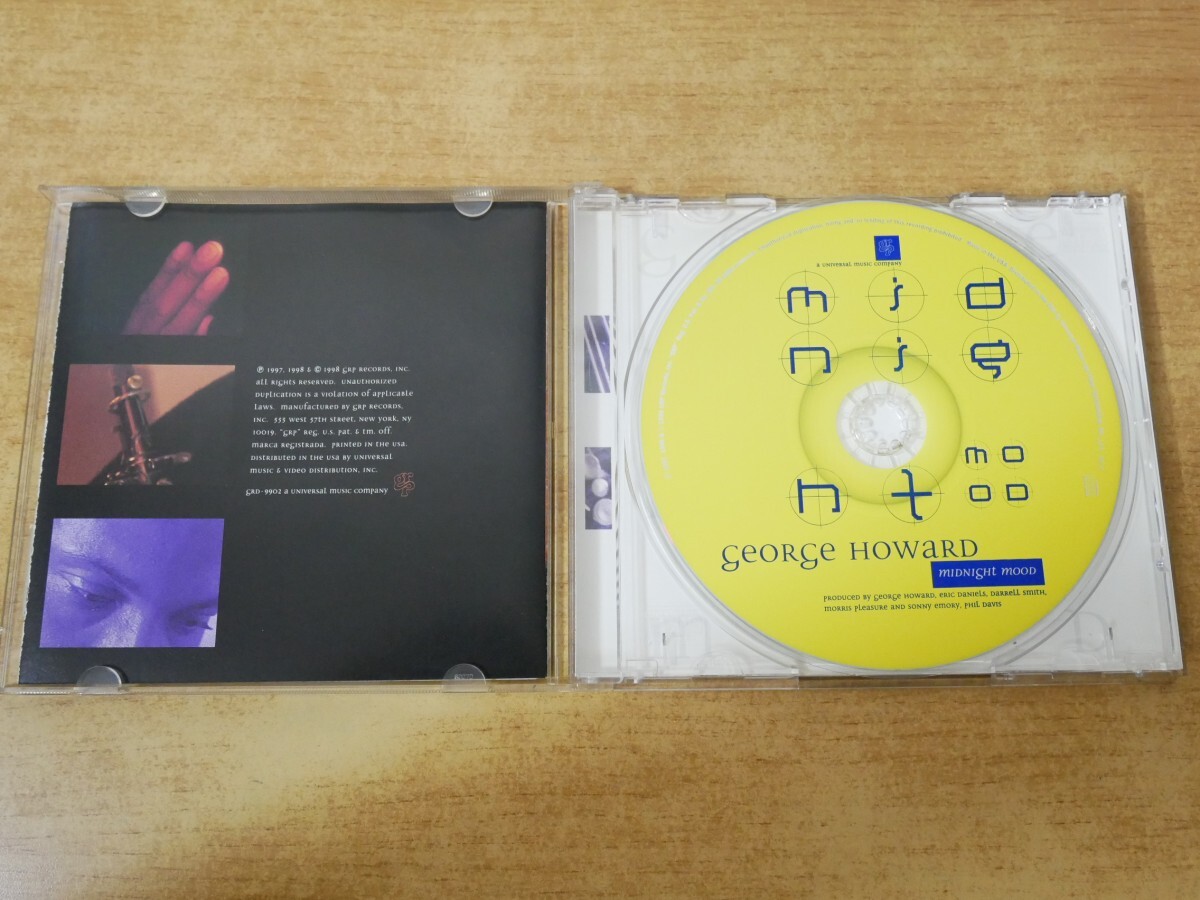 ℗ 1997, 1998 & © 1998 GRP Records, Inc.
All Rights Reserved. Unauthorized
duplication is a violation of applicable
laws. Manufactured by GRP Records,
Inc. 555 West 57th Street, New York, NY
10019. "GRP" Reg. U.S. Pat. & Tm. Off.
Marca Registrada. Printed in the USA.
Distributed in the USA by Universal
Music & Video Distribution, Inc.
GRD-9902 a Universal Music Company
GRP
GRP
a Universal Music Company
m i d
n i g
h t
mo
od
George Howard
Midnight Mood
Produced by George Howard, Eric Daniels, Darrell Smith,
Morris Pleasure and Sonny Emory, Phil Davis